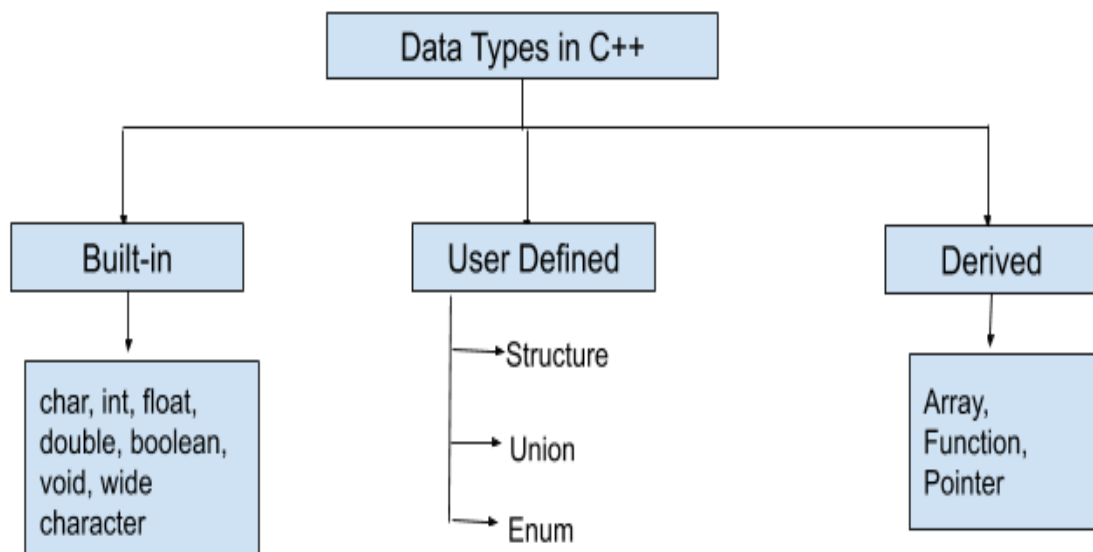 Data Types in C++
Built-in
User Defined
Derived
char, int, float,
double, boolean,
void, wide
character
Structure
Union
Enum
Array,
Function,
Pointer